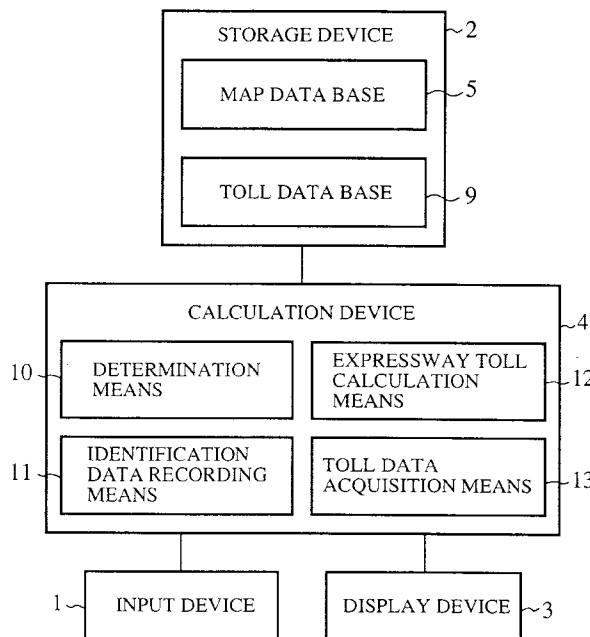 STORAGE DEVICE
2
MAP DATA BASE
5
TOLL DATA BASE
9
CALCULATION DEVICE
4
10
DETERMINATION
MEANS
EXPRESSWAY TOLL
CALCULATION
MEANS
12
11
IDENTIFICATION
DATA RECORDING
MEANS
TOLL DATA
ACQUISITION MEANS
13
1
INPUT DEVICE
DISPLAY DEVICE
3